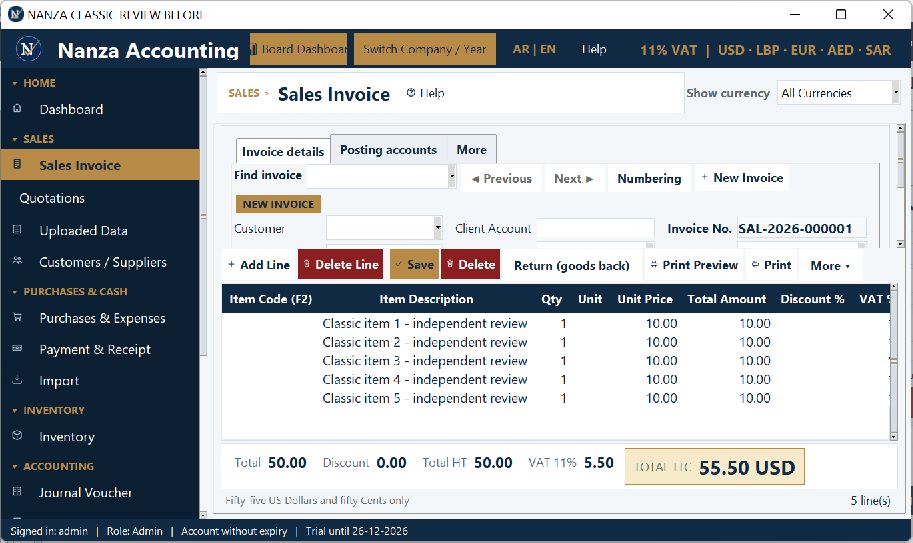 NANZA CLASSIC REVIEW BEFORE
Nanza Accounting
Board Dashboar
Switch Company / Year
AR | EN
Help
11% VAT | USD · LBP · EUR · AED · SAR
HOME
Dashboard
SALES
Sales Invoice
Quotations
Uploaded Data
Customers / Suppliers
PURCHASES & CASH
Purchases & Expenses
Payment & Receipt
Import
INVENTORY
Inventory
ACCOUNTING
Journal Voucher
SALES › Sales Invoice Help
Show currency All Currencies
Invoice details Posting accounts More
Find invoice ◄ Previous Next ► Numbering + New Invoice
NEW INVOICE
Customer Client Account Invoice No. SAL-2026-000001
+ Add Line Delete Line ✓ Save Delete Return (goods back) Print Preview Print More
Item Code (F2) Item Description Qty Unit Unit Price Total Amount Discount % VAT %
Classic item 1 - independent review 1 10.00 10.00
Classic item 2 - independent review 1 10.00 10.00
Classic item 3 - independent review 1 10.00 10.00
Classic item 4 - independent review 1 10.00 10.00
Classic item 5 - independent review 1 10.00 10.00
Total 50.00 Discount 0.00 Total HT 50.00 VAT 11% 5.50 TOTAL TTC 55.50 USD
Fifty-five US Dollars and fifty Cents only 5 line(s)
Signed in: admin | Role: Admin | Account without expiry | Trial until 26-12-2026